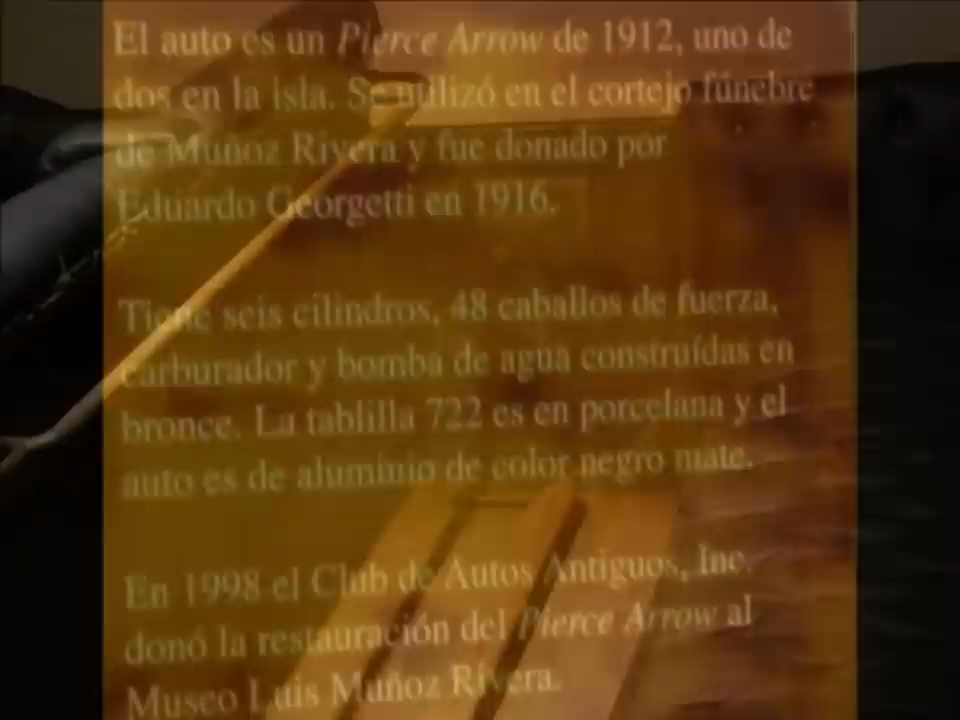 El auto es un Pierce Arrow de 1912, uno de
dos en la isla. Se utilizó en el cortejo fúnebre
de Muñoz Rivera y fue donado por
Eduardo Georgetti en 1916.
Tiene seis cilindros, 48 caballos de fuerza,
carburador y bomba de agua construídas en
bronce. La tablilla 722 es en porcelana y el
auto es de aluminio de color negro mate.
En 1998 el Club de Autos Antiguos, Inc.
donó la restauración del Pierce Arrow al
Museo Luis Muñoz Rivera.